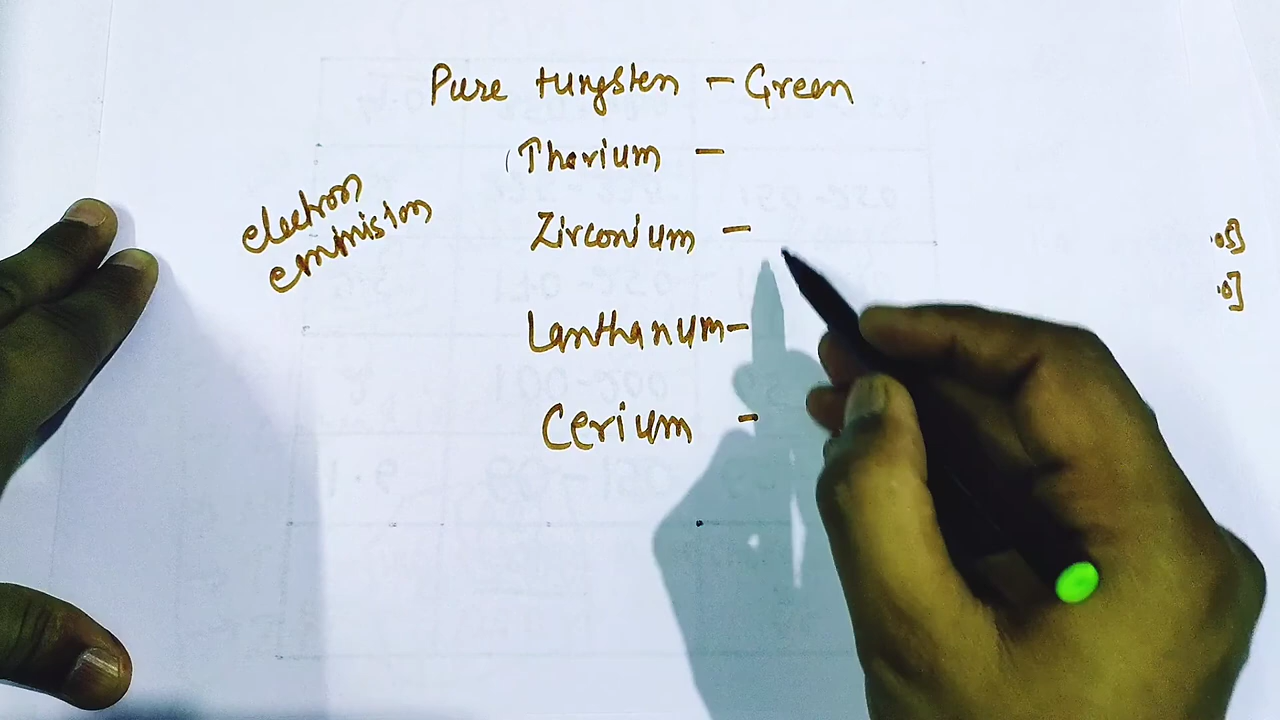 Pure tungsten - Green
Thorium -
Zirconium -
Lanthanum-
Cerium -
electron
emmision